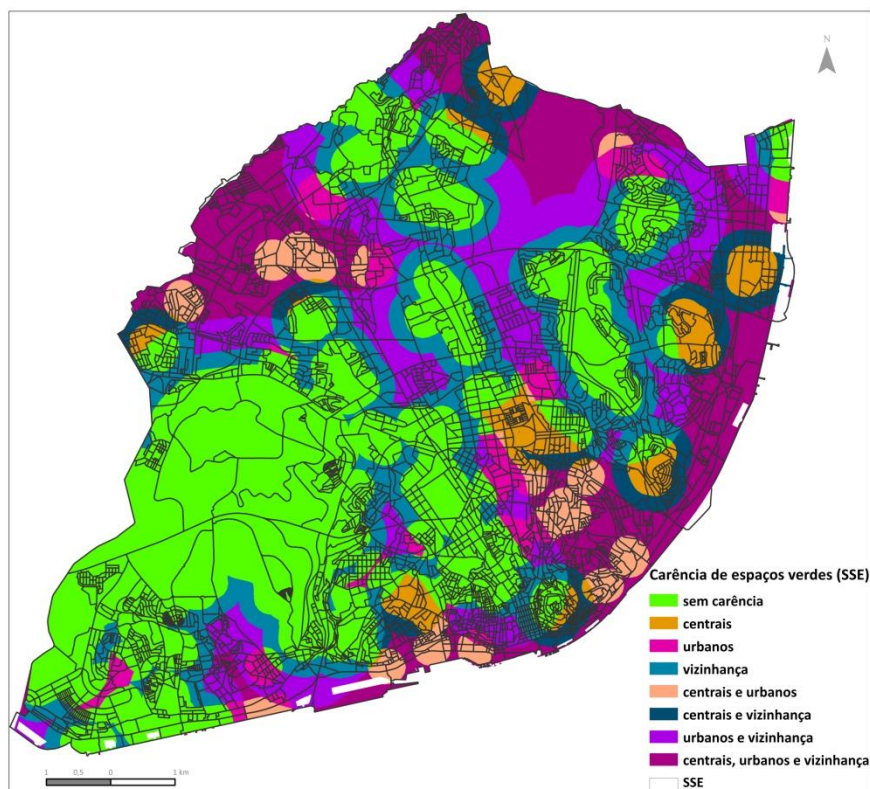 N
Carência de espaços verdes (SSE)
sem carência
centrais
urbanos
vizinhança
centrais e urbanos
centrais e vizinhança
urbanos e vizinhança
centrais, urbanos e vizinhança
SSE
1 0,5 0 1 km